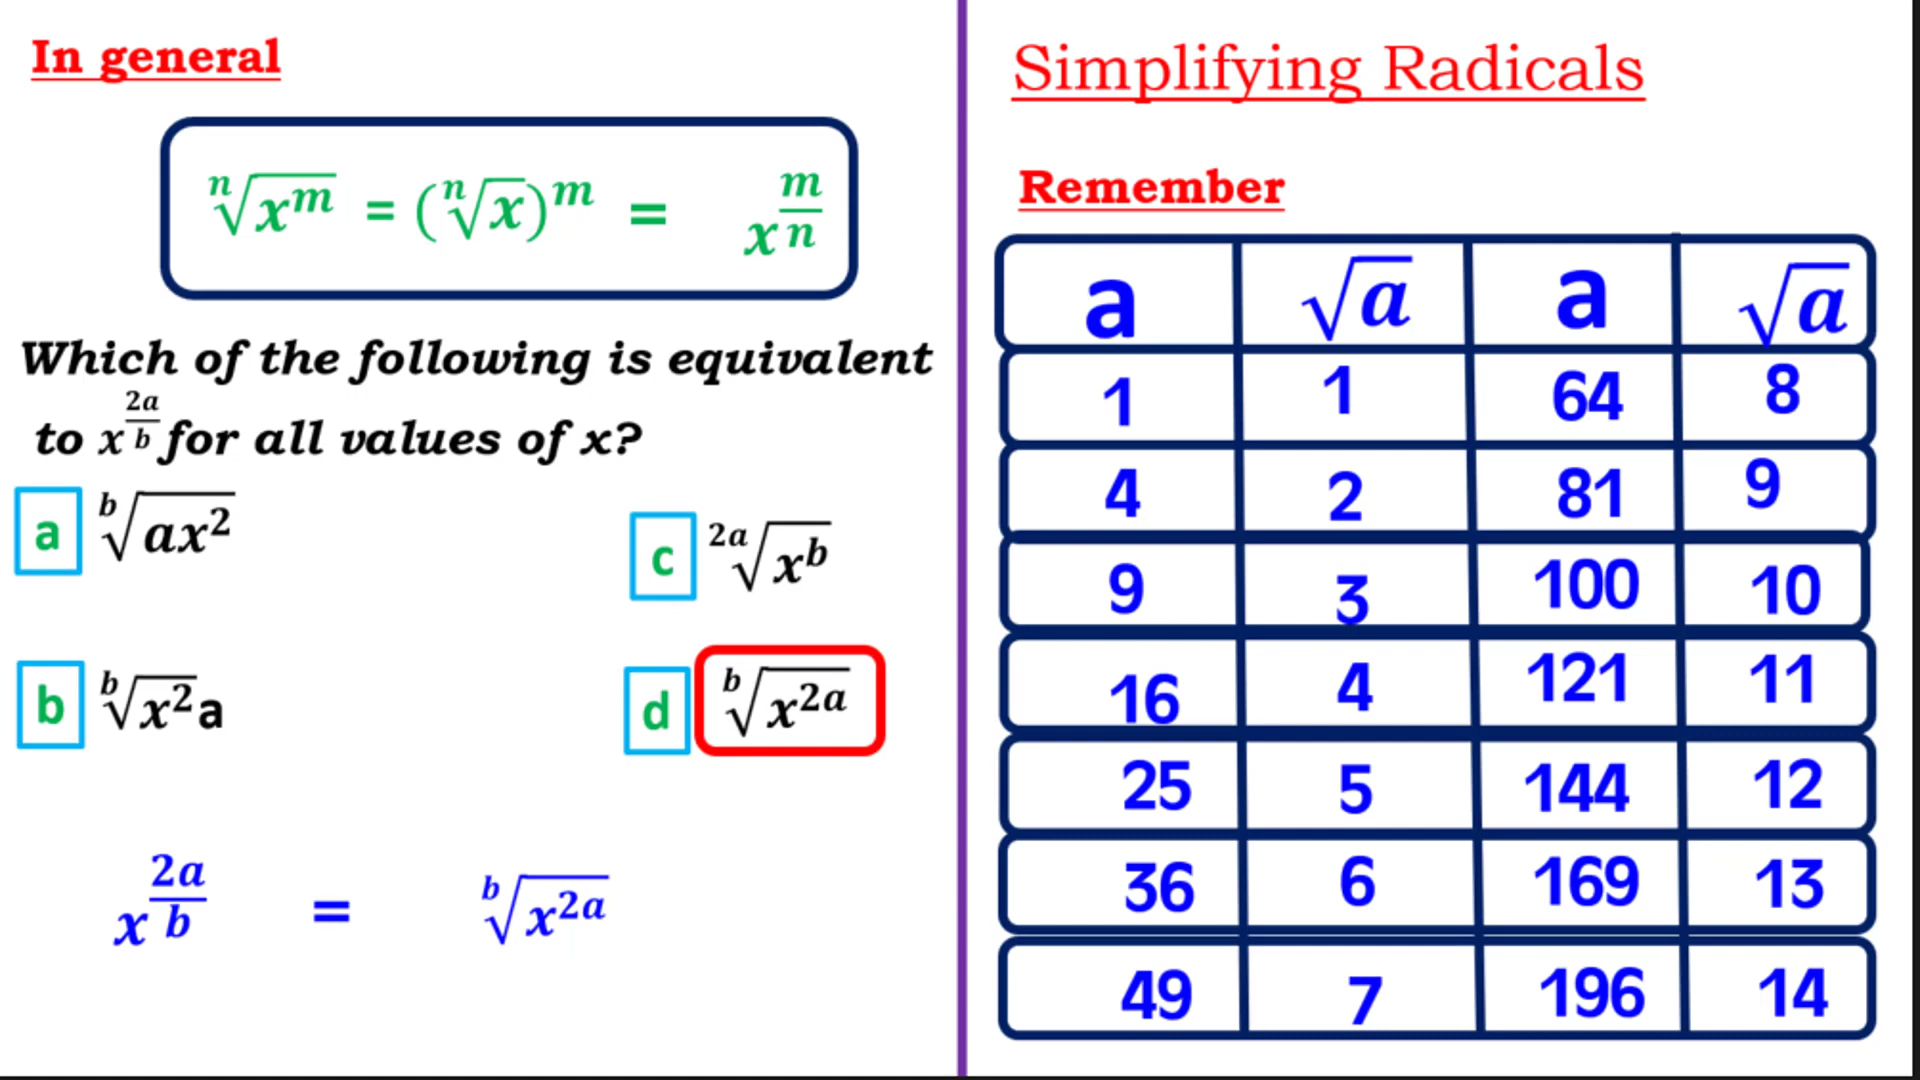 In general
ⁿ√xᵐ = (ⁿ√x)ᵐ = x^(m/n)
Which of the following is equivalent
to x^(2a/b) for all values of x?
a ᵇ√ax²
c ²ᵃ√xᵇ
b ᵇ√x²a
d ᵇ√x²ᵃ
x^(2a/b) = ᵇ√x²ᵃ
Simplifying Radicals
Remember
a √a a √a
1 1 64 8
4 2 81 9
9 3 100 10
16 4 121 11
25 5 144 12
36 6 169 13
49 7 196 14